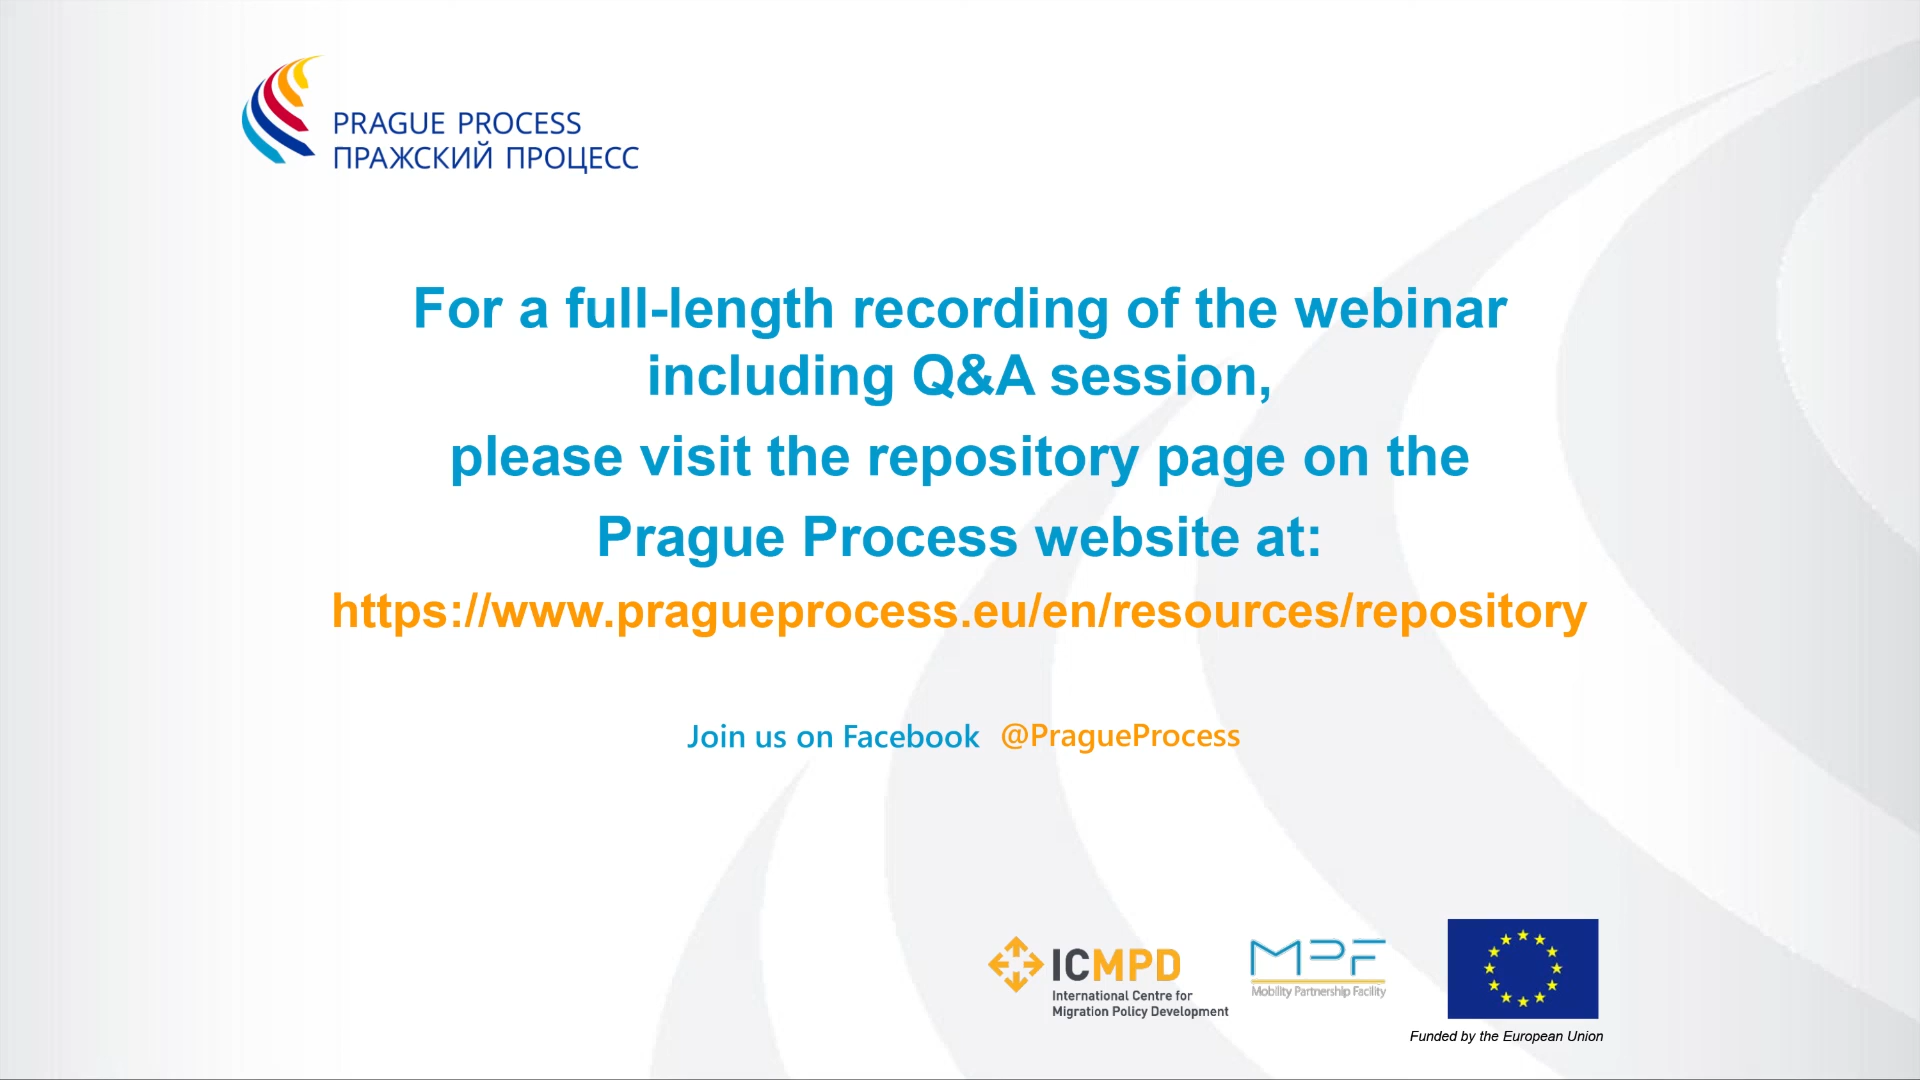 PRAGUE PROCESS
ПРАЖСКИЙ ПРОЦЕСС
For a full-length recording of the webinar
including Q&A session,
please visit the repository page on the
Prague Process website at:
https://www.pragueprocess.eu/en/resources/repository
Join us on Facebook @PragueProcess
ICMPD
International Centre for
Migration Policy Development
MPF
Mobility Partnership Facility
Funded by the European Union